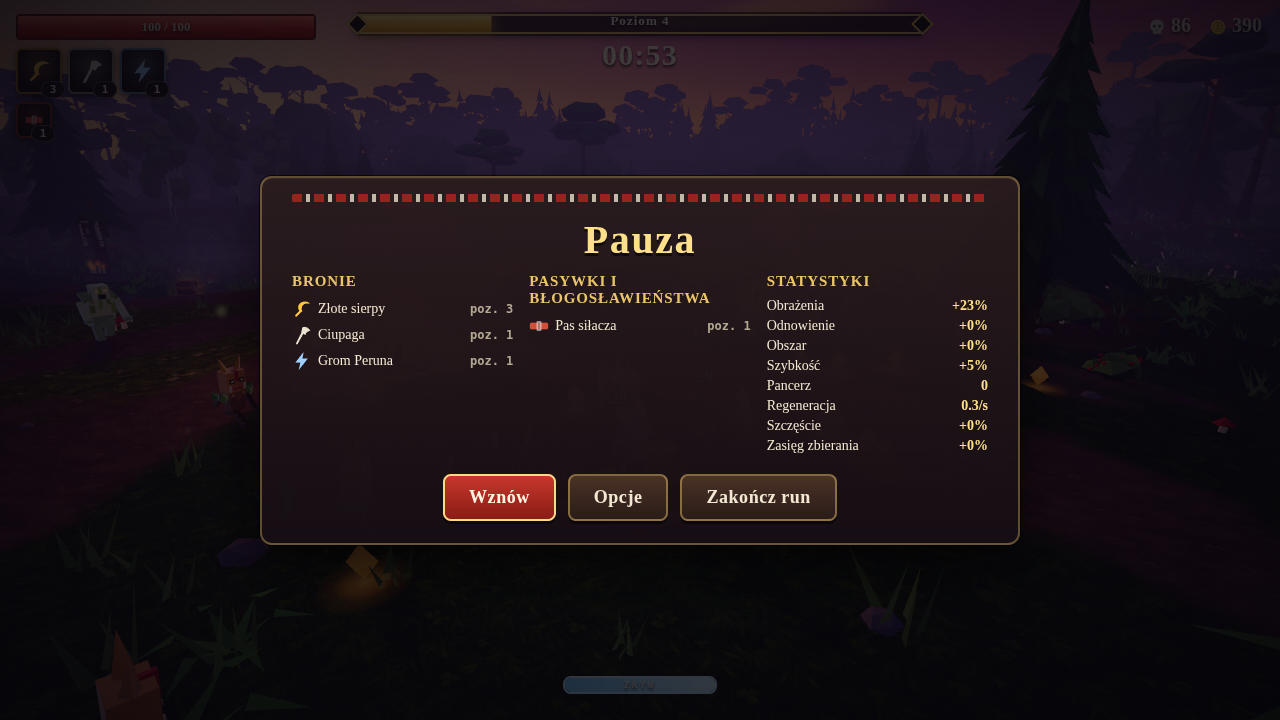 100 / 100
Poziom 4
86
390
00:53
3
1
1
1
Pauza
BRONIE
Złote sierpy poz. 3
Ciupaga poz. 1
Grom Peruna poz. 1
PASYWKI I
BŁOGOSŁAWIEŃSTWA
Pas siłacza poz. 1
STATYSTYKI
Obrażenia +23%
Odnowienie +0%
Obszar +0%
Szybkość +5%
Pancerz 0
Regeneracja 0.3/s
Szczęście +0%
Zasięg zbierania +0%
Wznów
Opcje
Zakończ run